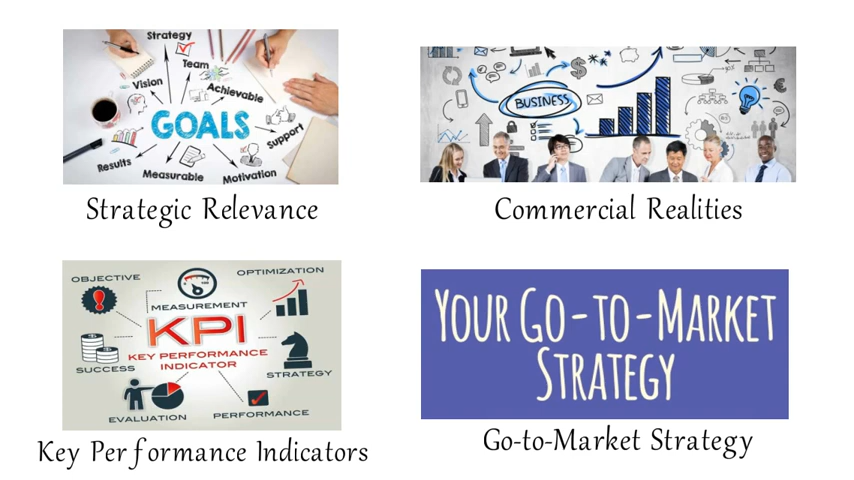 Strategy
Team
Vision
Achievable
GOALS
Support
Results
Measurable
Motivation
Strategic Relevance
BUSINESS
Commercial Realities
OBJECTIVE
OPTIMIZATION
MEASUREMENT
KPI
KEY PERFORMANCE
INDICATOR
SUCCESS
STRATEGY
EVALUATION
PERFORMANCE
Key Performance Indicators
YOUR GO-TO-MARKET
STRATEGY
Go-to-Market Strategy